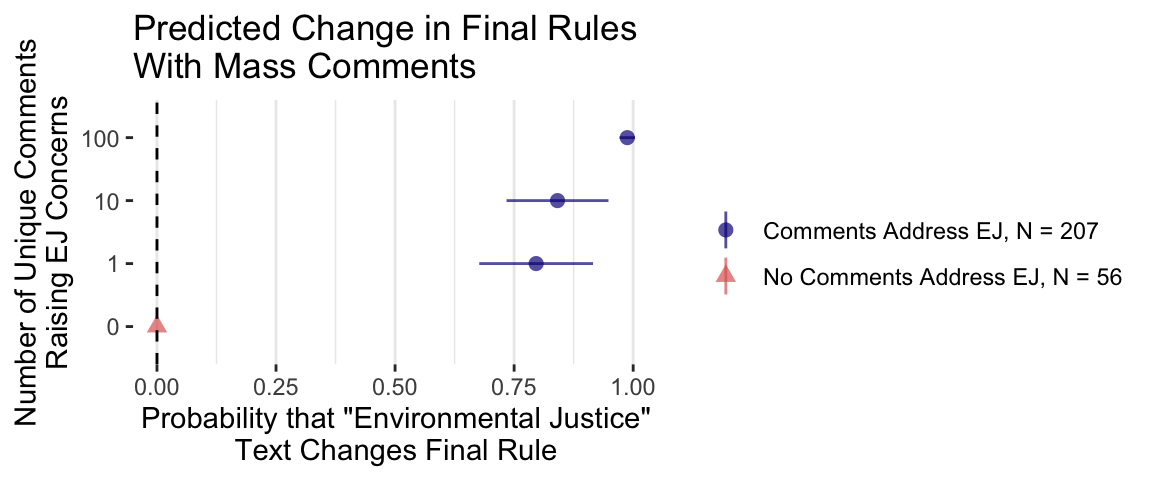 Predicted Change in Final Rules
With Mass Comments
Number of Unique Comments
Raising EJ Concerns
100
10
1
0
0.00 0.25 0.50 0.75 1.00
Probability that "Environmental Justice"
Text Changes Final Rule
Comments Address EJ, N = 207
No Comments Address EJ, N = 56